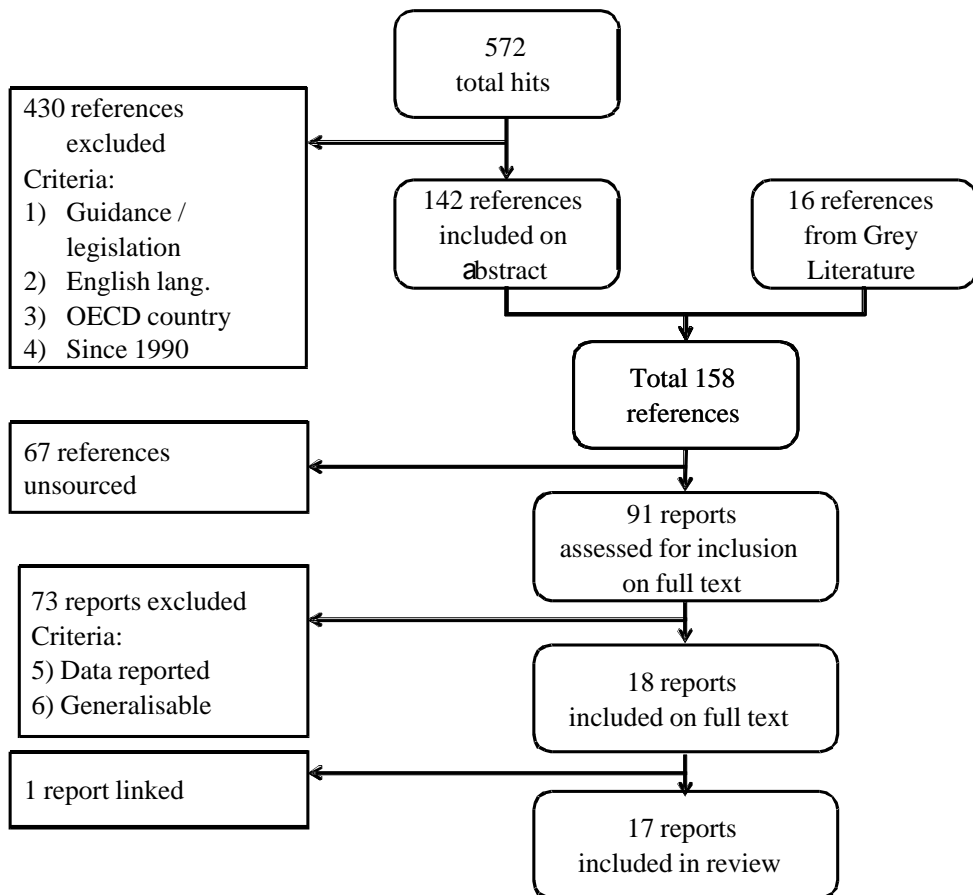 572
total hits
430 references
excluded
Criteria:
1) Guidance /
legislation
2) English lang.
3) OECD country
4) Since 1990
142 references
included on
abstract
16 references
from Grey
Literature
Total 158
references
67 references
unsourced
91 reports
assessed for inclusion
on full text
73 reports excluded
Criteria:
5) Data reported
6) Generalisable
18 reports
included on full text
1 report linked
17 reports
included in review